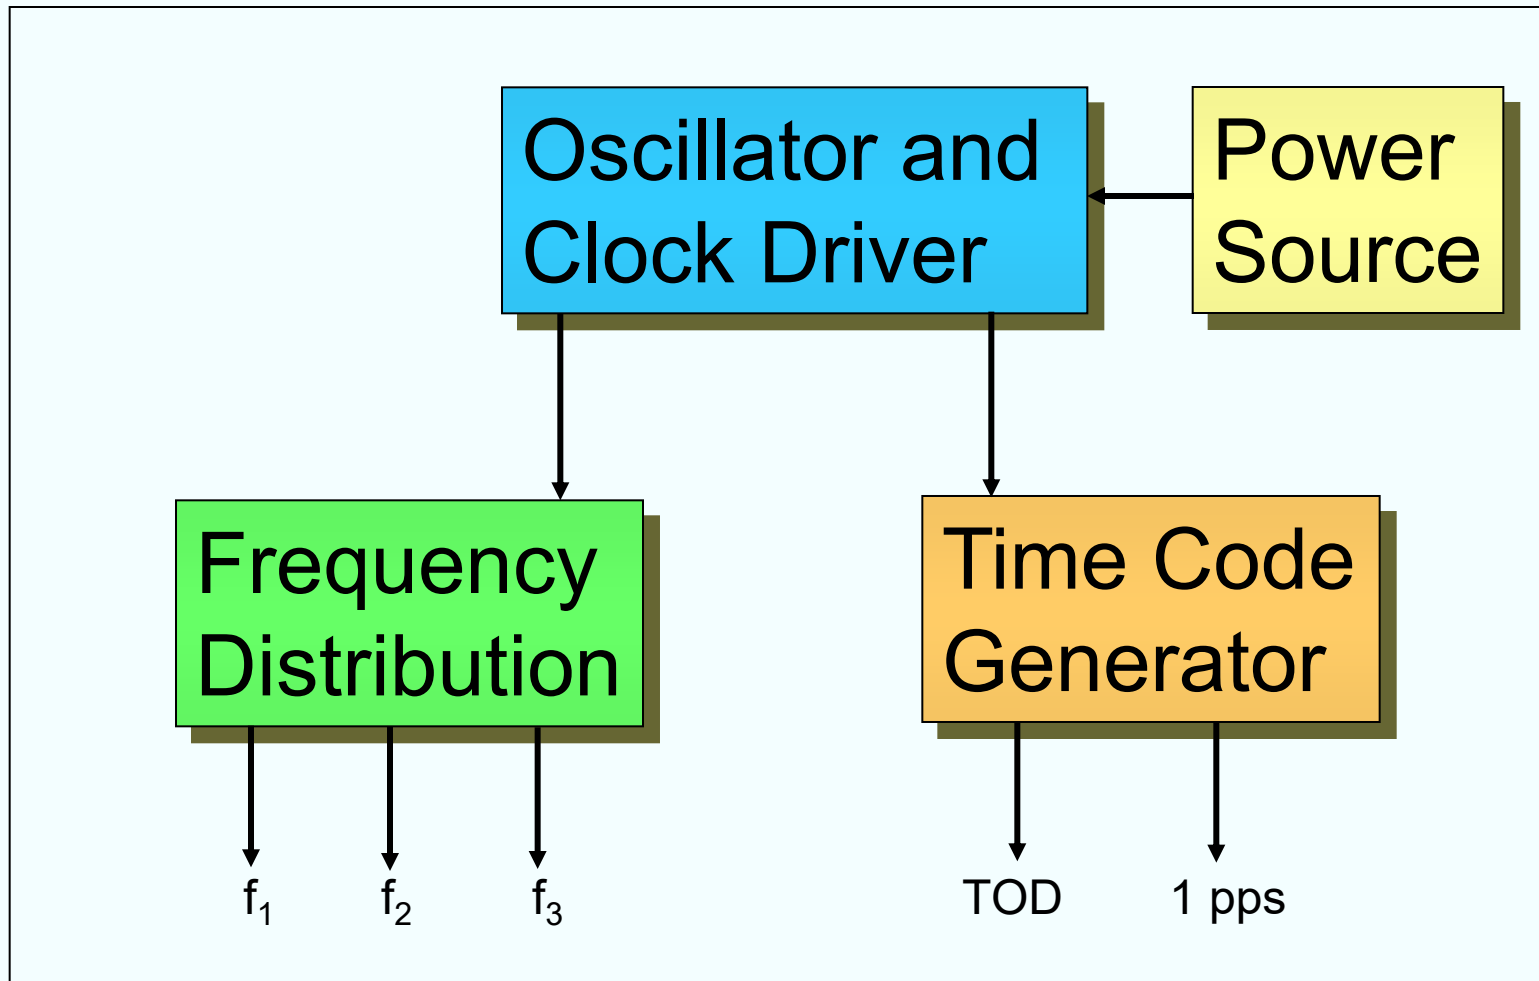 Oscillator and
Clock Driver
Power
Source
Frequency
Distribution
Time Code
Generator
f₁ f₂ f₃
TOD 1 pps